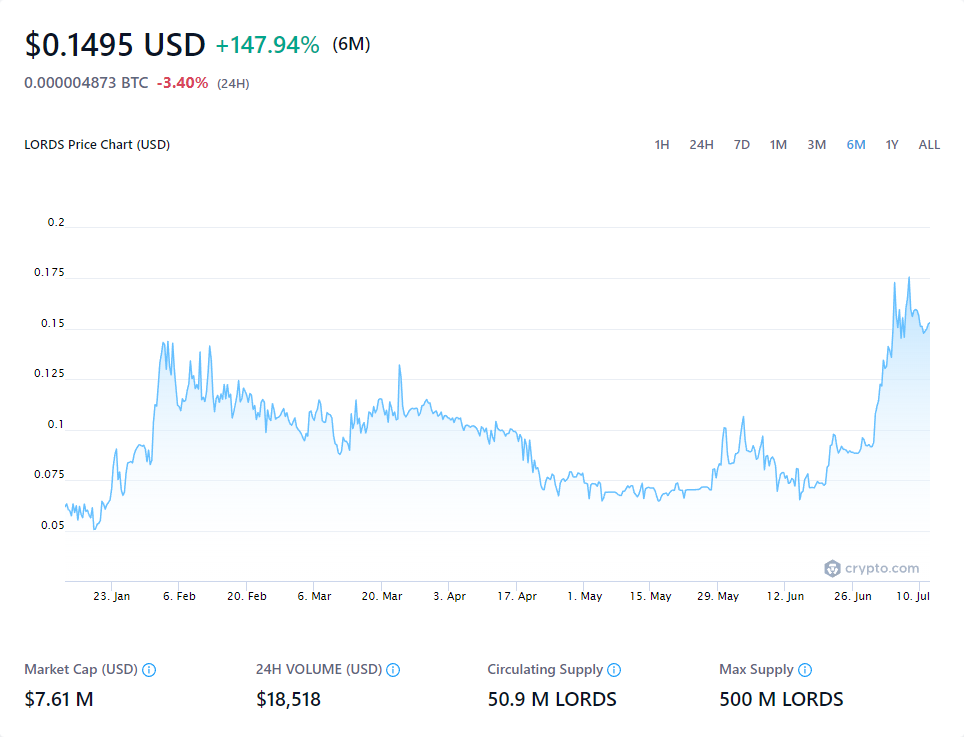 $0.1495 USD +147.94% (6M)
0.000004873 BTC -3.40% (24H)
LORDS Price Chart (USD) 1H 24H 7D 1M 3M 6M 1Y ALL
0.2
0.175
0.15
0.125
0.1
0.075
0.05
crypto.com
23. Jan 6. Feb 20. Feb 6. Mar 20. Mar 3. Apr 17. Apr 1. May 15. May 29. May 12. Jun 26. Jun 10. Jul
Market Cap (USD) 24H VOLUME (USD) Circulating Supply Max Supply
$7.61 M $18,518 50.9 M LORDS 500 M LORDS